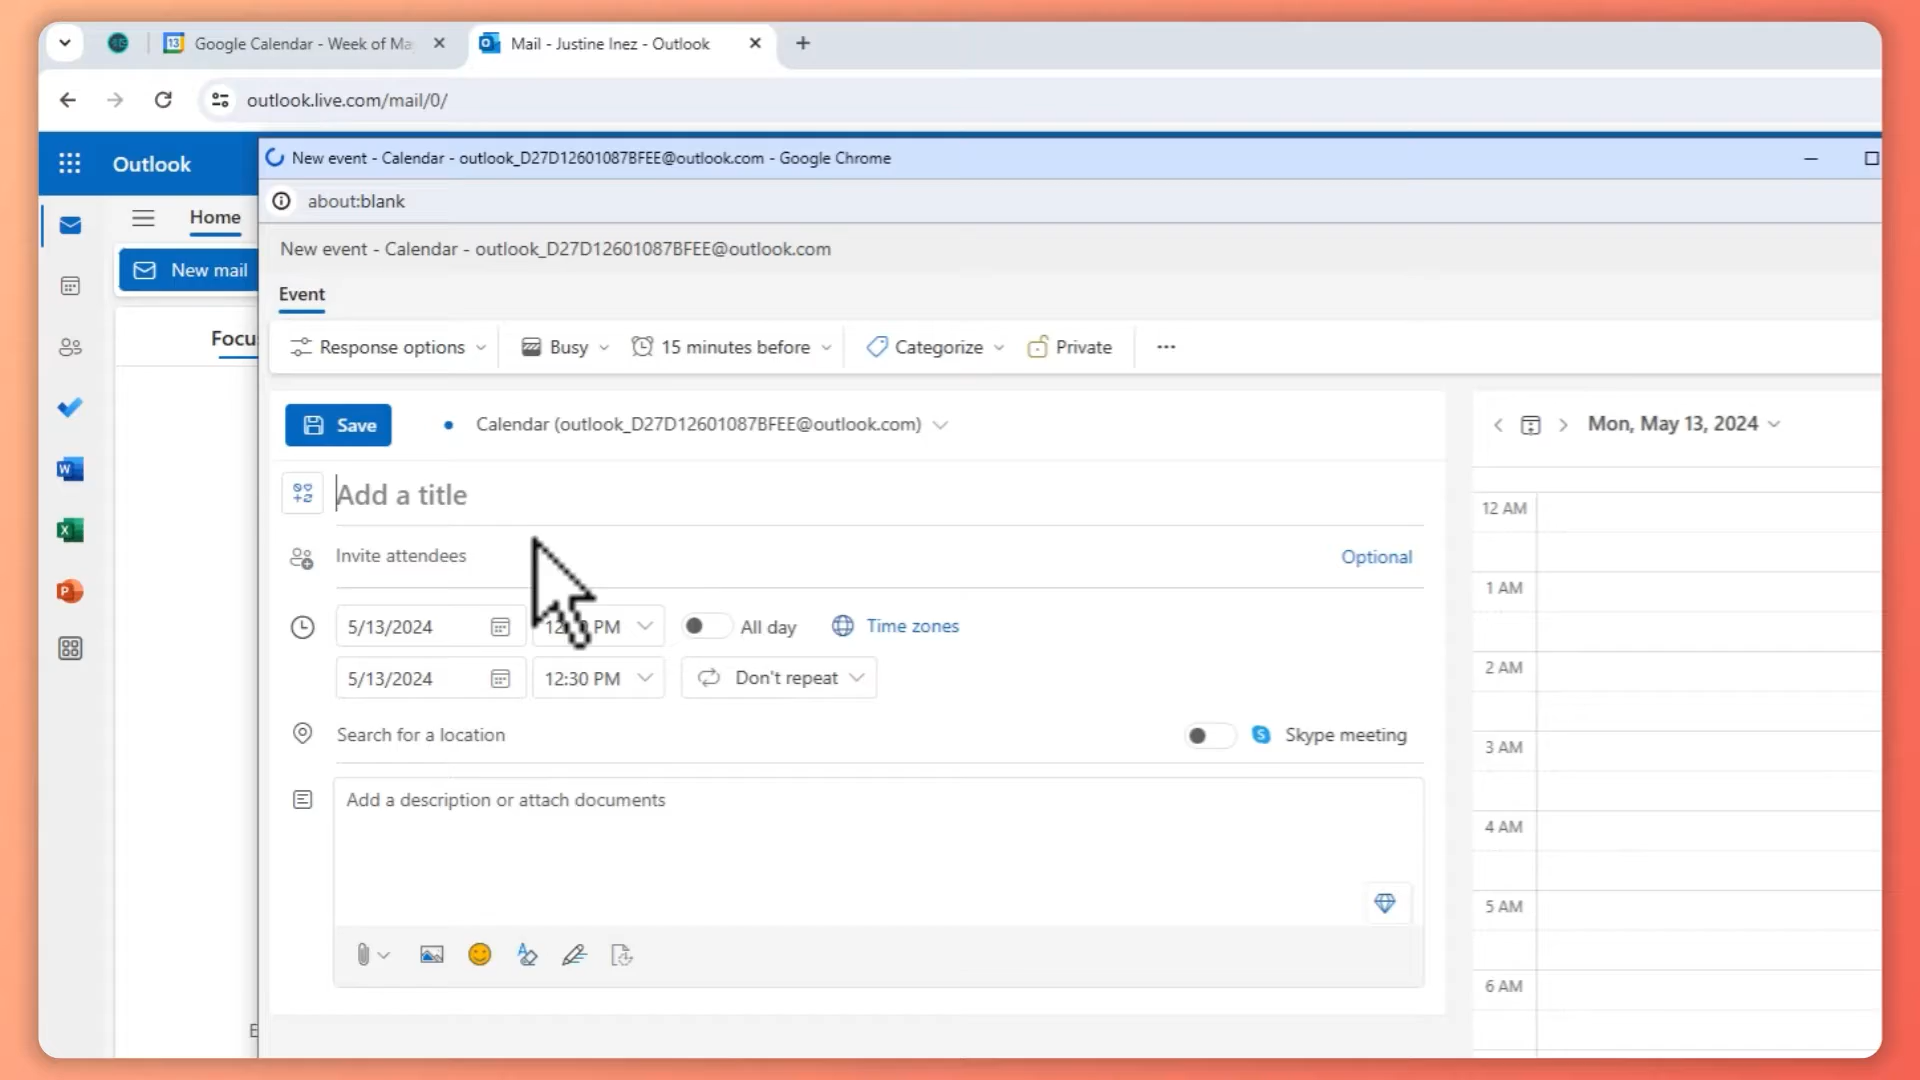 Google Calendar - Week of Ma
Mail - Justine Inez - Outlook
outlook.live.com/mail/0/
Outlook
New event - Calendar - outlook_D27D12601087BFEE@outlook.com - Google Chrome
about:blank
Home
New event - Calendar - outlook_D27D12601087BFEE@outlook.com
New mail
Event
Focu
Response options
Busy
15 minutes before
Categorize
Private
Save
Calendar (outlook_D27D12601087BFEE@outlook.com)
Mon, May 13, 2024
Add a title
12 AM
Invite attendees
Optional
1 AM
5/13/2024
PM
All day
Time zones
2 AM
5/13/2024
12:30 PM
Don't repeat
Search for a location
Skype meeting
3 AM
Add a description or attach documents
4 AM
5 AM
6 AM